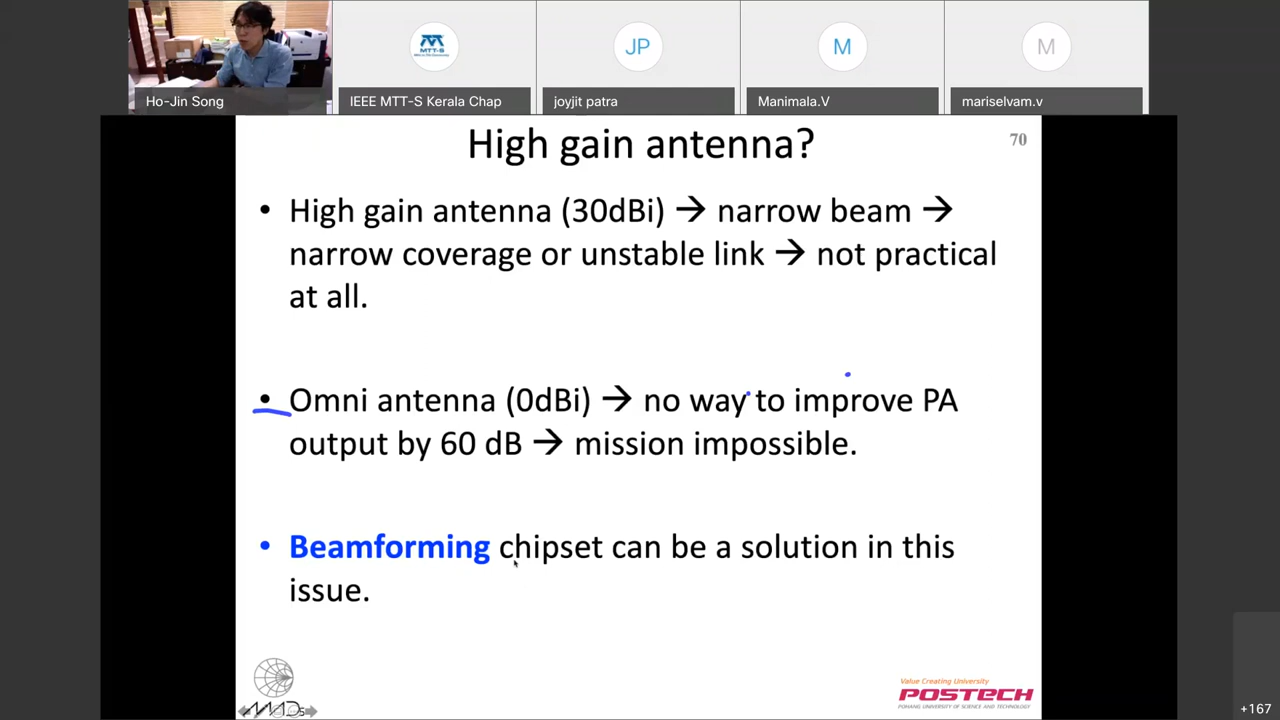 MTT-S
JP
M
M
Ho-Jin Song
IEEE MTT-S Kerala Chap
joyjit patra
Manimala.V
mariselvam.v
High gain antenna?
70
• High gain antenna (30dBi) → narrow beam →
narrow coverage or unstable link → not practical
at all.
• Omni antenna (0dBi) → no way to improve PA
output by 60 dB → mission impossible.
• Beamforming chipset can be a solution in this
issue.
Value Creating University
POSTECH
POHANG UNIVERSITY OF SCIENCE AND TECHNOLOGY
+167